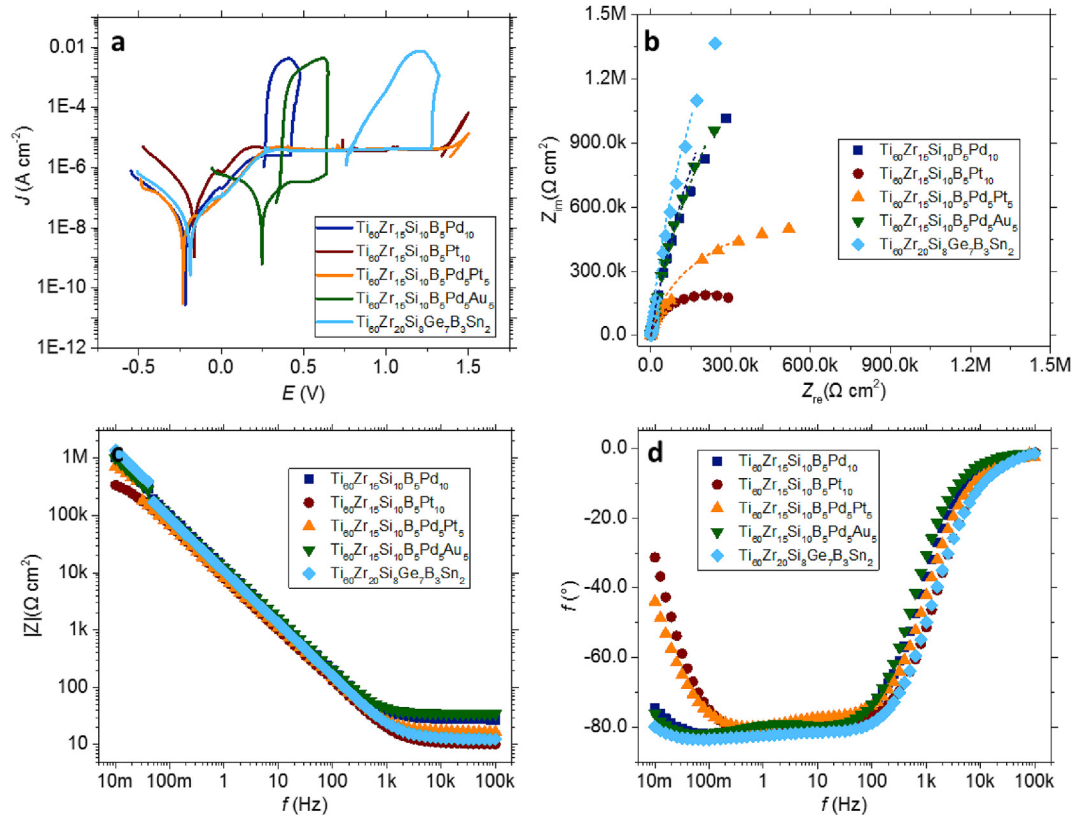 a
J (A cm⁻²)
0.01
1E-4
1E-6
1E-8
1E-10
1E-12
-0.5 0.0 0.5 1.0 1.5
E (V)
Ti₆₀Zr₁₅Si₁₀B₅Pd₁₀
Ti₆₀Zr₁₅Si₁₀B₅Pt₁₀
Ti₆₀Zr₁₅Si₁₀B₅Pd₅Pt₅
Ti₆₀Zr₁₅Si₁₀B₅Pd₅Au₅
Ti₆₀Zr₂₀Si₈Ge₇B₃Sn₂
b
Z_im(Ω cm²)
1.5M
1.2M
900.0k
600.0k
300.0k
0.0
0.0 300.0k 600.0k 900.0k 1.2M 1.5M
Z_re(Ω cm²)
Ti₆₀Zr₁₅Si₁₀B₅Pd₁₀
Ti₆₀Zr₁₅Si₁₀B₅Pt₁₀
Ti₆₀Zr₁₅Si₁₀B₅Pd₅Pt₅
Ti₆₀Zr₁₅Si₁₀B₅Pd₅Au₅
Ti₆₀Zr₂₀Si₈Ge₇B₃Sn₂
c
|Z|(Ω cm²)
1M
100k
10k
1k
100
10
10m 100m 1 10 100 1k 10k 100k
f (Hz)
Ti₆₀Zr₁₅Si₁₀B₅Pd₁₀
Ti₆₀Zr₁₅Si₁₀B₅Pt₁₀
Ti₆₀Zr₁₅Si₁₀B₅Pd₅Pt₅
Ti₆₀Zr₁₅Si₁₀B₅Pd₅Au₅
Ti₆₀Zr₂₀Si₈Ge₇B₃Sn₂
d
f (°)
0.0
-20.0
-40.0
-60.0
-80.0
10m 100m 1 10 100 1k 10k 100k
f (Hz)
Ti₆₀Zr₁₅Si₁₀B₅Pd₁₀
Ti₆₀Zr₁₅Si₁₀B₅Pt₁₀
Ti₆₀Zr₁₅Si₁₀B₅Pd₅Pt₅
Ti₆₀Zr₁₅Si₁₀B₅Pd₅Au₅
Ti₆₀Zr₂₀Si₈Ge₇B₃Sn₂